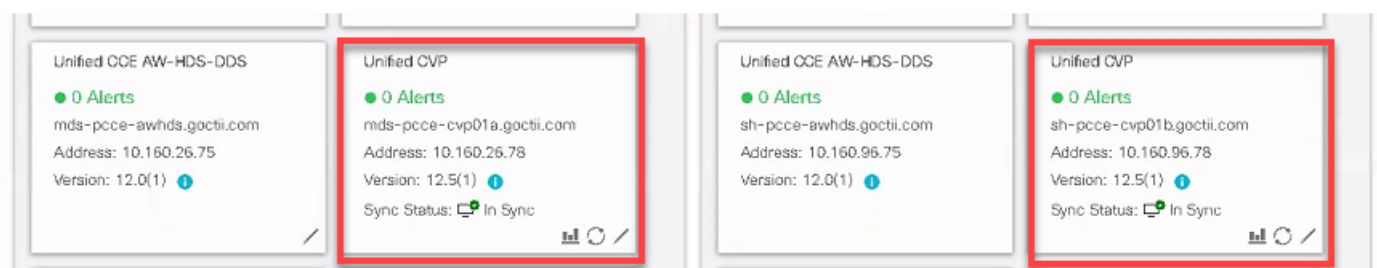 Unified CCE AW-HDS-DDS
0 Alerts
mds-pcce-awhds.goctii.com
Address: 10.160.26.75
Version: 12.0(1)
Unified CVP
0 Alerts
mds-pcce-cvp01a.goctii.com
Address: 10.160.26.78
Version: 12.5(1)
Sync Status: In Sync
Unified CCE AW-HDS-DDS
0 Alerts
sh-pcce-awhds.goctii.com
Address: 10.160.96.75
Version: 12.0(1)
Unified CVP
0 Alerts
sh-pcce-cvp01b.goctii.com
Address: 10.160.96.78
Version: 12.5(1)
Sync Status: In Sync